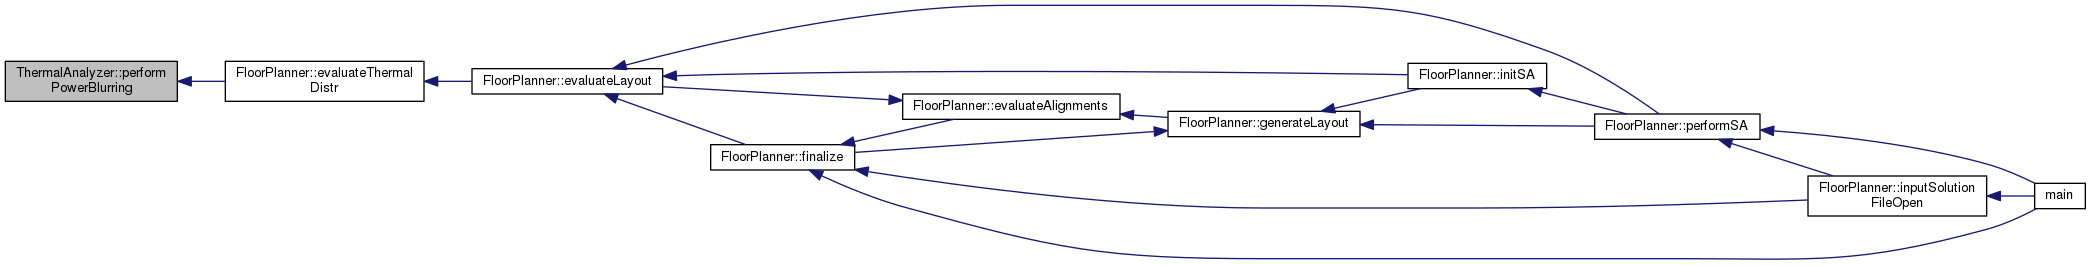 ThermalAnalyzer::perform
PowerBlurring
FloorPlanner::evaluateThermal
Distr
FloorPlanner::evaluateLayout
FloorPlanner::finalize
FloorPlanner::evaluateAlignments
FloorPlanner::generateLayout
FloorPlanner::initSA
FloorPlanner::performSA
FloorPlanner::inputSolution
FileOpen
main